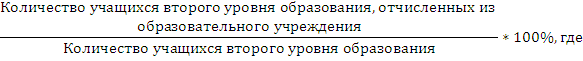 Количество учащихся второго уровня образования, отчисленных из
образовательного учреждения
Количество учащихся второго уровня образования
* 100%, где